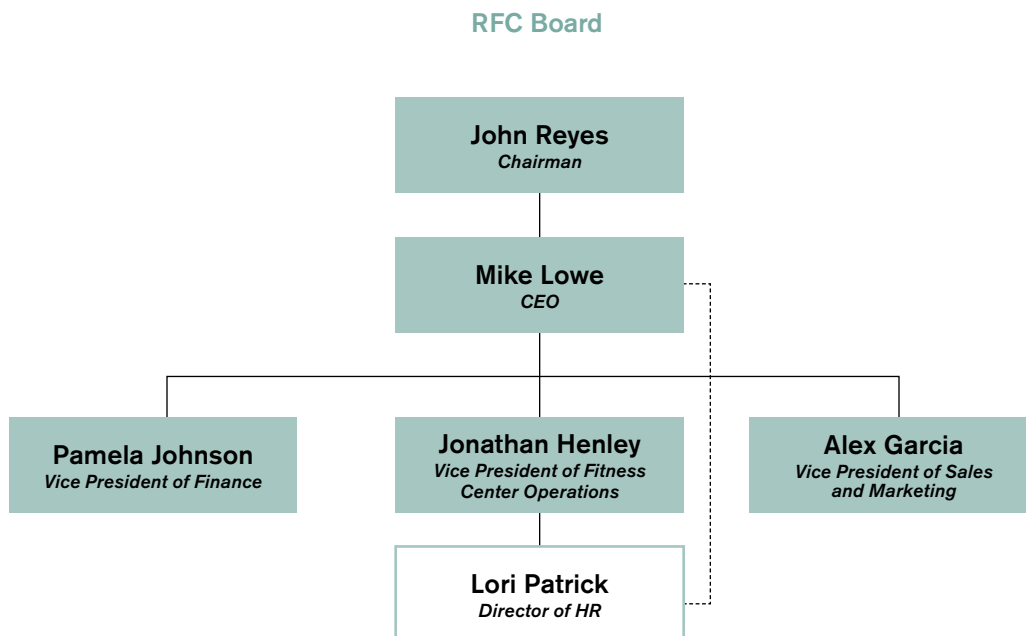 RFC Board
John Reyes
Chairman
Mike Lowe
CEO
Pamela Johnson
Vice President of Finance
Jonathan Henley
Vice President of Fitness
Center Operations
Alex Garcia
Vice President of Sales
and Marketing
Lori Patrick
Director of HR